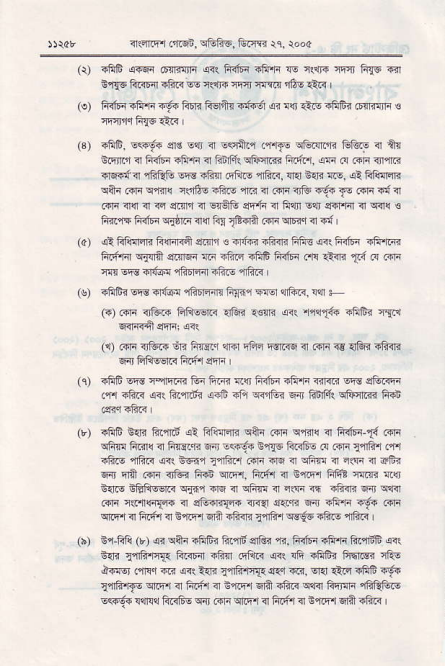 ১১২৫৮ বাংলাদেশ গেজেট, অতিরিক্ত, ডিসেম্বর ২৭, ২০০৫
(২) কমিটি একজন চেয়ারম্যান এবং নির্বাচন কমিশন যত সংখ্যক সদস্য নিযুক্ত করা
উপযুক্ত বিবেচনা করিবে তত সংখ্যক সদস্য সমন্বয়ে গঠিত হইবে।
(৩) নির্বাচন কমিশন কর্তৃক বিচার বিভাগীয় কর্মকর্তা এর মধ্য হইতে কমিটির চেয়ারম্যান ও
সদস্যগণ নিযুক্ত হইবে।
(৪) কমিটি, তৎকর্তৃক প্রাপ্ত তথ্য বা তৎসমীপে পেশকৃত অভিযোগের ভিত্তিতে বা স্বীয়
উদ্যোগে বা নির্বাচন কমিশন বা রিটার্ণিং অফিসারের নির্দেশে, এমন যে কোন ব্যাপারে
কাজকর্ম বা পরিস্থিতি তদন্ত করিয়া দেখিতে পারিবে, যাহা উহার মতে, এই বিধিমালার
অধীন কোন অপরাধ সংগঠিত করিতে পারে বা কোন ব্যক্তি কর্তৃক কৃত কোন কর্ম বা
কোন বাধা বা বল প্রয়োগ বা ভয়ভীতি প্রদর্শন বা মিথ্যা তথ্য প্রকাশনা বা অবাধ ও
নিরপেক্ষ নির্বাচন অনুষ্ঠানে বাধা বিঘ্ন সৃষ্টিকারী কোন আচরণ বা কর্ম।
(৫) এই বিধিমালার বিধানাবলী প্রয়োগ ও কার্যকর করিবার নিমিত্ত এবং নির্বাচন কমিশনের
নির্দেশনা অনুযায়ী প্রয়োজন মনে করিলে কমিটি নির্বাচন শেষ হইবার পূর্বে যে কোন
সময় তদন্ত কার্যক্রম পরিচালনা করিতে পারিবে।
(৬) কমিটির তদন্ত কার্যক্রম পরিচালনায় নিম্নরূপ ক্ষমতা থাকিবে, যথা ঃ—
(ক) কোন ব্যক্তিকে লিখিতভাবে হাজির হওয়ার এবং শপথপূর্বক কমিটির সম্মুখে
জবানবন্দী প্রদান; এবং
(খ) কোন ব্যক্তিকে তাঁর নিয়ন্ত্রণে থাকা দলিল দস্তাবেজ বা কোন বস্তু হাজির করিবার
জন্য লিখিতভাবে নির্দেশ প্রদান।
(৭) কমিটি তদন্ত সম্পাদনের তিন দিনের মধ্যে নির্বাচন কমিশন বরাবরে তদন্ত প্রতিবেদন
পেশ করিবে এবং রিপোর্টের একটি কপি অবগতির জন্য রিটার্ণিং অফিসারের নিকট
প্রেরণ করিবে।
(৮) কমিটি উহার রিপোর্টে এই বিধিমালার অধীন কোন অপরাধ বা নির্বাচন-পূর্ব কোন
অনিয়ম নিরোধ বা নিয়ন্ত্রণের জন্য তৎকর্তৃক উপযুক্ত বিবেচিত যে কোন সুপারিশ পেশ
করিতে পারিবে এবং উক্তরূপ সুপারিশে কোন কাজ বা অনিয়ম বা লংঘন বা ত্রুটির
জন্য দায়ী কোন ব্যক্তির নিকট আদেশ, নির্দেশ বা উপদেশ নির্দিষ্ট সময়ের মধ্যে
উহাতে উল্লিখিতভাবে অনুরূপ কাজ বা অনিয়ম বা লংঘন বন্ধ করিবার জন্য অথবা
কোন সংশোধনমূলক বা প্রতিকারমূলক ব্যবস্থা গ্রহণের জন্য কমিশন কর্তৃক কোন
আদেশ বা নির্দেশ বা উপদেশ জারী করিবার সুপারিশ অন্তর্ভুক্ত করিতে পারিবে।
(৯) উপ-বিধি (৮) এর অধীন কমিটির রিপোর্ট প্রাপ্তির পর, নির্বাচন কমিশন রিপোর্টটি এবং
উহার সুপারিশসমূহ বিবেচনা করিয়া দেখিবে এবং যদি কমিটির সিদ্ধান্তের সহিত
ঐকমত্য পোষণ করে এবং ইহার সুপারিশসমূহ গ্রহণ করে, তাহা হইলে কমিটি কর্তৃক
সুপারিশকৃত আদেশ বা নির্দেশ বা উপদেশ জারী করিবে অথবা বিদ্যমান পরিস্থিতিতে
তৎকর্তৃক যথাযথ বিবেচিত অন্য কোন আদেশ বা নির্দেশ বা উপদেশ জারী করিবে।